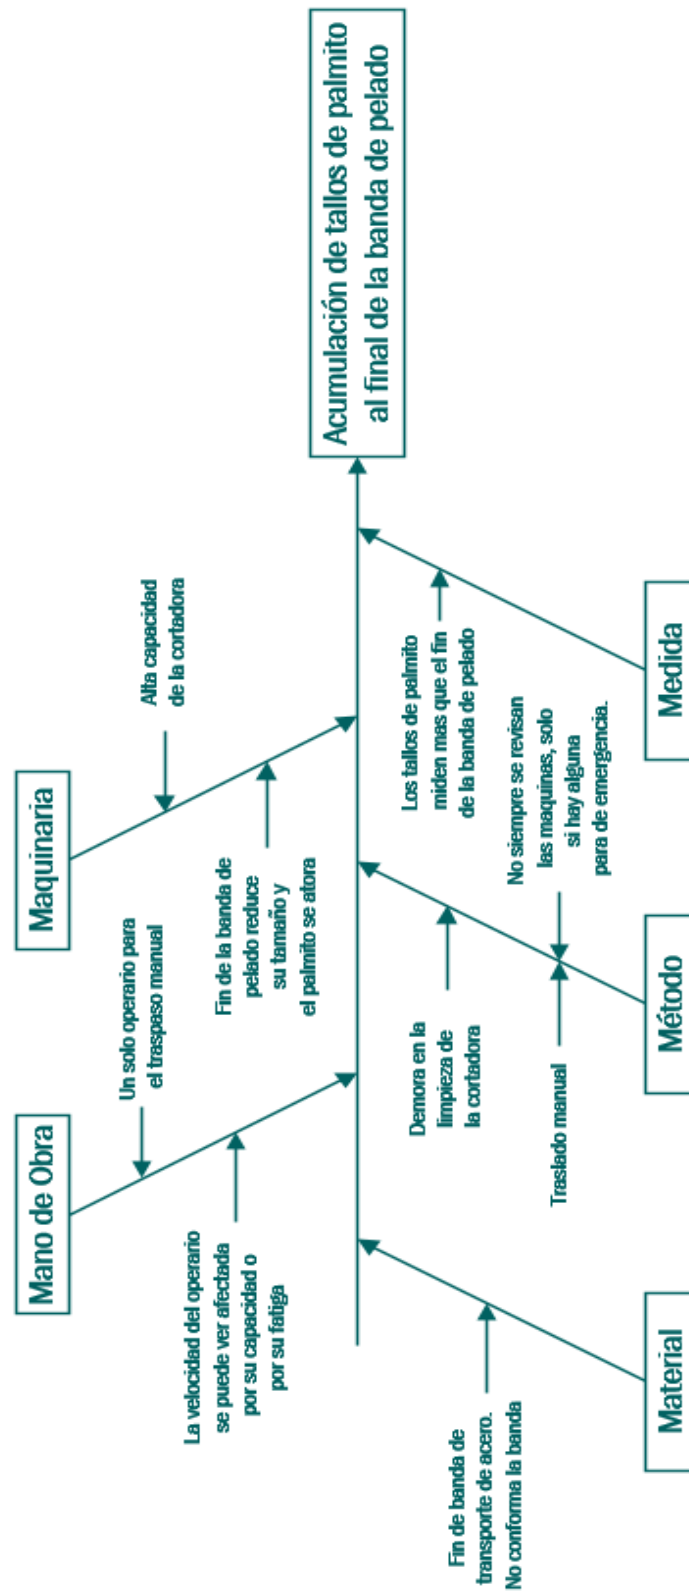 Mano de Obra
Maquinaria
Un solo operario para
el traspaso manual
Alta capacidad
de la cortadora
La velocidad del operario
se puede ver afectada
por su capacidad o
por su fatiga
Fin de la banda de
pelado reduce
su tamaño y
el palmito se atora
Acumulación de tallos de palmito
al final de la banda de pelado
Fin de banda de
transporte de acero.
No conforma la banda
Demora en la
limpieza de
la cortadora
Traslado manual
Los tallos de palmito
miden mas que el fin
de la banda de pelado
No siempre se revisan
las maquinas, solo
si hay alguna
para de emergencia.
Material
Método
Medida